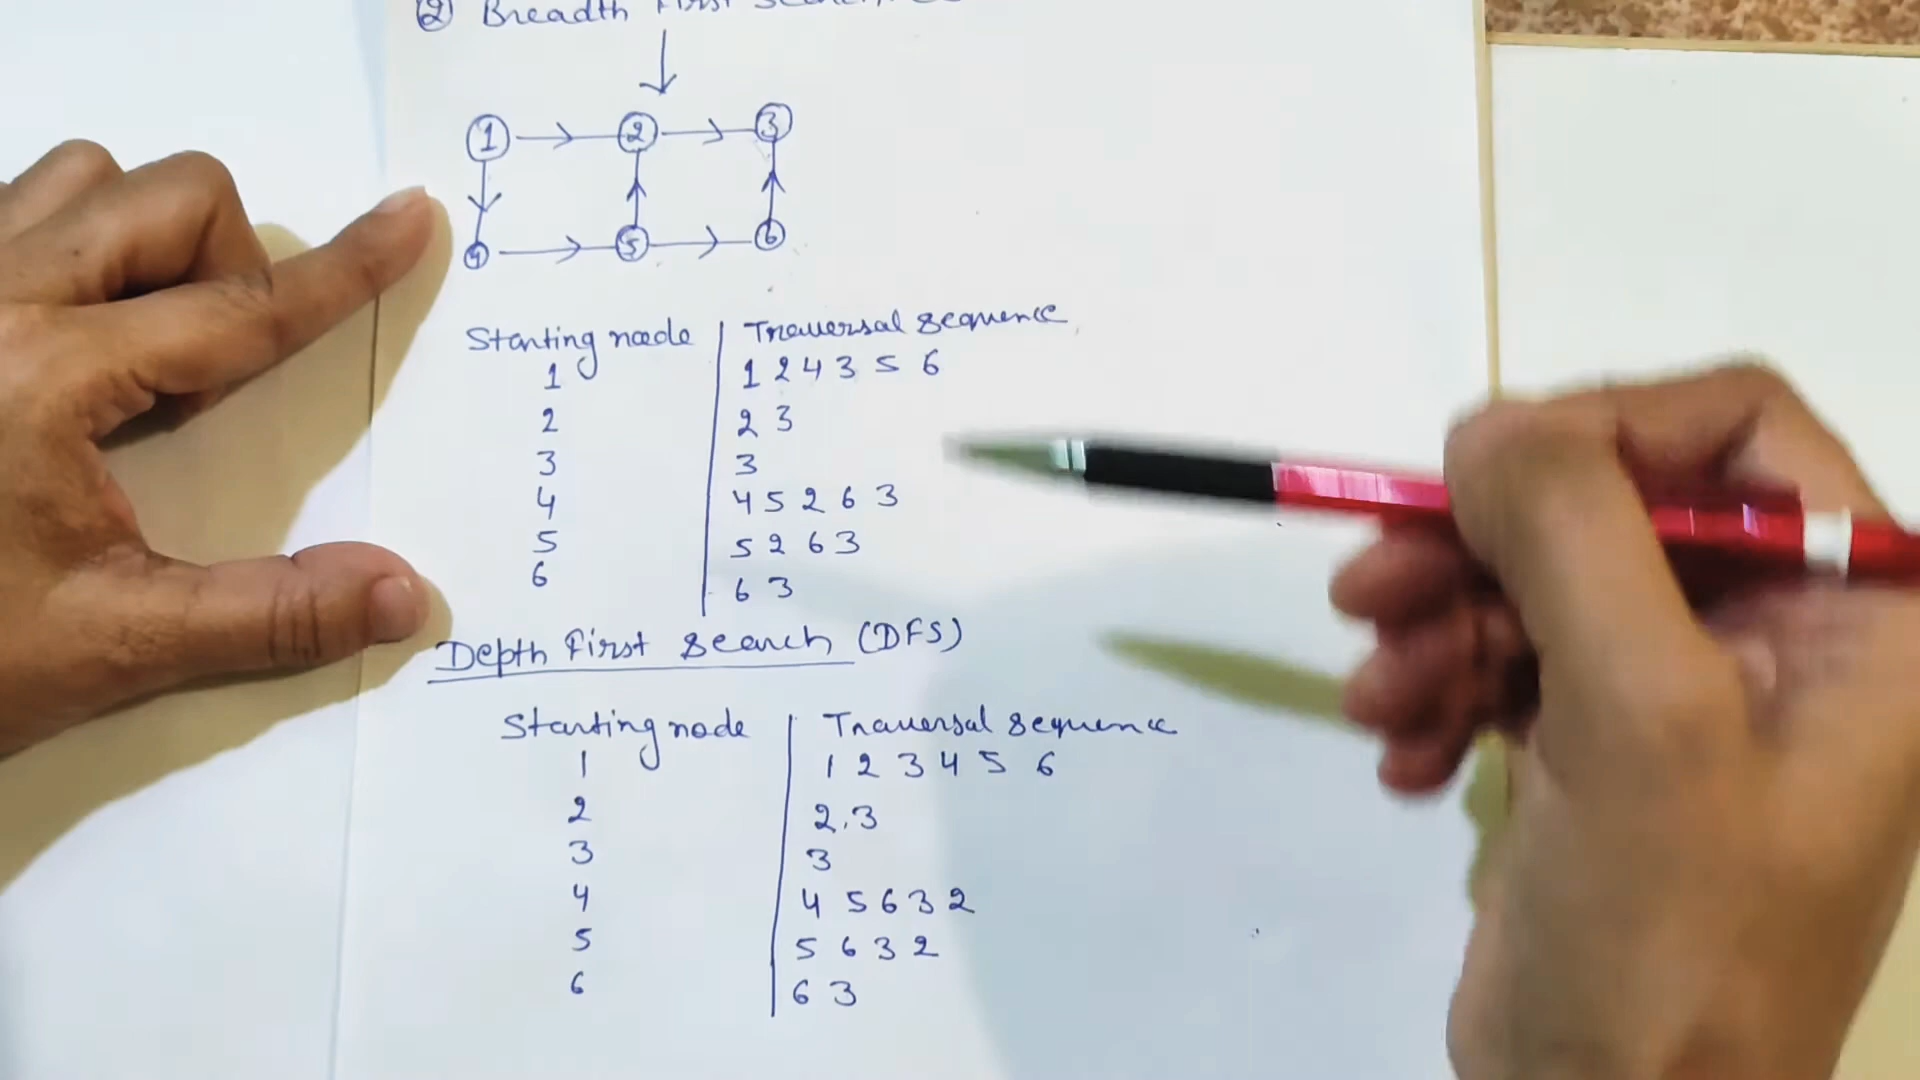 ② Breadth First
1 2 3
4 5 6
Starting node | Traversal sequence
1 1 2 4 3 5 6
2 2 3
3 3
4 4 5 2 6 3
5 5 2 6 3
6 6 3
Depth First Search (DFS)
Starting node | Traversal sequence
1 1 2 3 4 5 6
2 2, 3
3 3
4 4 5 6 3 2
5 5 6 3 2
6 6 3